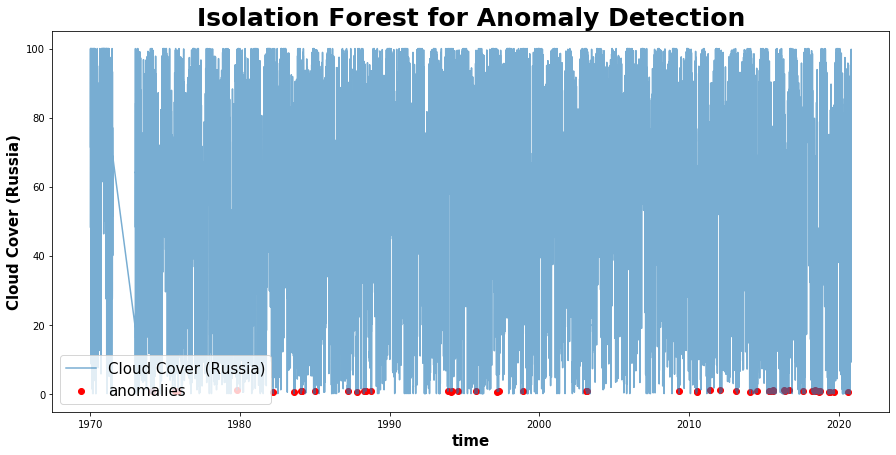 Isolation Forest for Anomaly Detection
100
80
60
40
20
0
Cloud Cover (Russia)
Cloud Cover (Russia)
anomalies
1970 1980 1990 2000 2010 2020
time